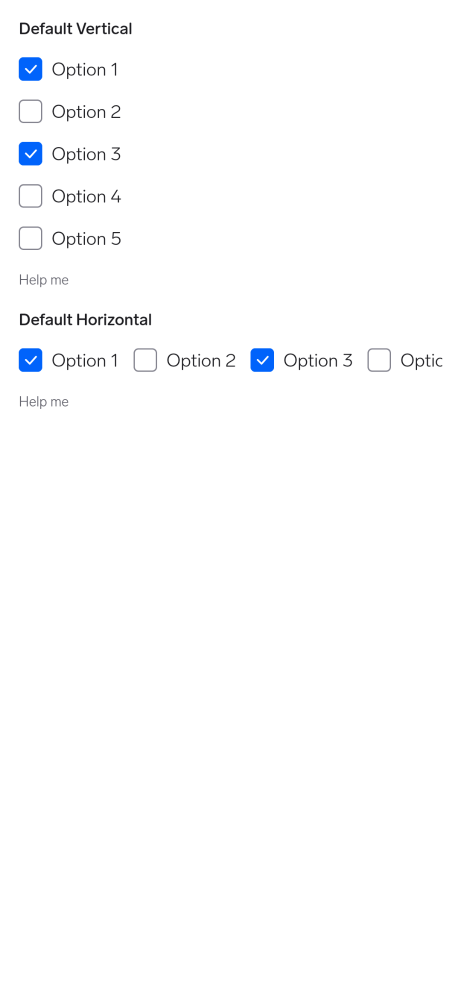 Default Vertical
Option 1
Option 2
Option 3
Option 4
Option 5
Help me
Default Horizontal
Option 1 Option 2 Option 3 Optic
Help me